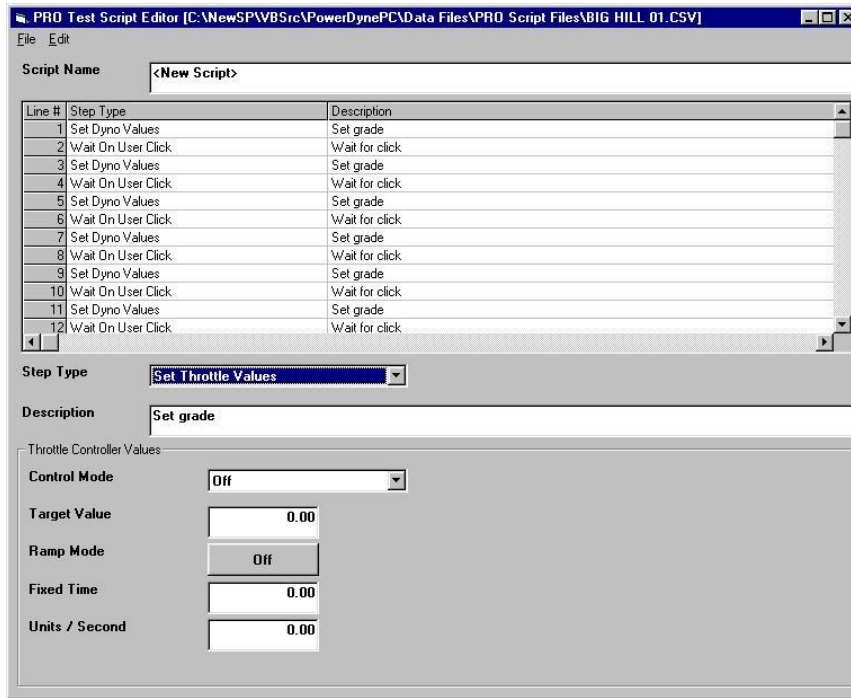 PRO Test Script Editor [C:\NewSP\VBSrc\PowerDynePC\Data Files\PRO Script Files\BIG HILL 01.CSV]
File Edit
Script Name <New Script>
Line # Step Type Description
1 Set Dyno Values Set grade
2 Wait On User Click Wait for click
3 Set Dyno Values Set grade
4 Wait On User Click Wait for click
5 Set Dyno Values Set grade
6 Wait On User Click Wait for click
7 Set Dyno Values Set grade
8 Wait On User Click Wait for click
9 Set Dyno Values Set grade
10 Wait On User Click Wait for click
11 Set Dyno Values Set grade
12 Wait On User Click Wait for click
Step Type Set Throttle Values
Description Set grade
Throttle Controller Values
Control Mode Off
Target Value 0.00
Ramp Mode Off
Fixed Time 0.00
Units / Second 0.00